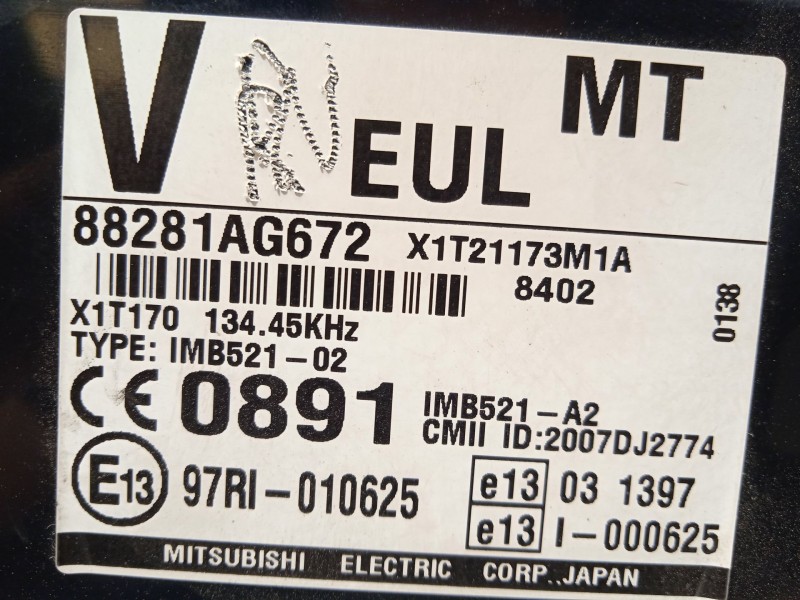 V EUL MT
88281AG672 X1T21173M1A
8402
0138
X1T170 134.45KHz
TYPE: IMB521-02
CE 0891 IMB521-A2
CMII ID:2007DJ2774
E13 97RI-010625
e13 03 1397
e13 I-000625
MITSUBISHI ELECTRIC CORP., JAPAN